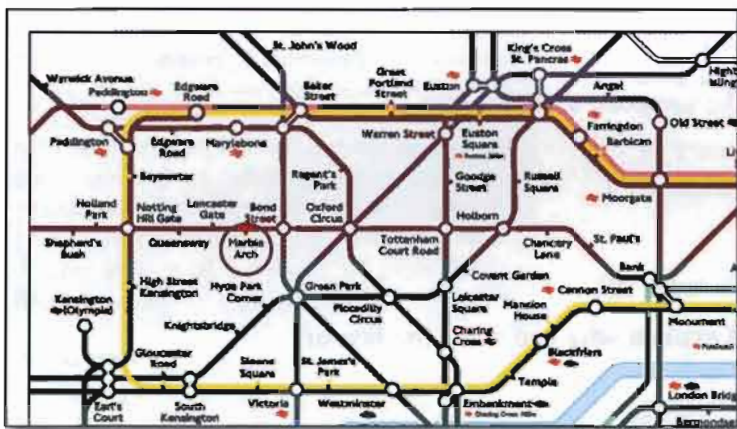 St. John's Wood
King's Cross
St. Pancras
Warwick Avenue
Paddington
Edgware
Road
Baker
Street
Great
Portland
Street
Euston
Angel
Old Street
Paddington
Edgware
Road
Marylebone
Warren Street
Euston
Square
Farringdon
Barbican
Bayswater
Regent's
Park
Goodge
Street
Russell
Square
Moorgate
Holland
Park
Notting
Hill Gate
Lancaster
Gate
Bond
Street
Oxford
Circus
Holborn
Shepherd's
Bush
Queensway
Marble
Arch
Tottenham
Court Road
Chancery
Lane
St. Paul's
Bank
High Street
Kensington
Hyde Park
Corner
Green Park
Covent Garden
Cannon Street
Kensington
(Olympia)
Piccadilly
Circus
Leicester
Square
Mansion
House
Monument
Knightsbridge
Charing
Cross
Gloucester
Road
Sloane
Square
St. James's
Park
Blackfriars
Temple
Earl's
Court
South
Kensington
Victoria
Westminster
Embankment
London Bridge